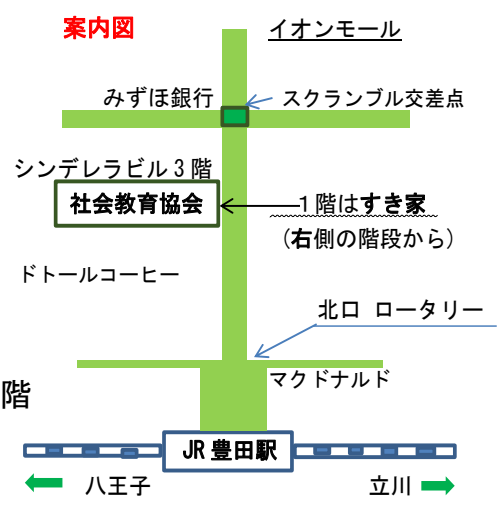 案内図
イオンモール
みずほ銀行
スクランブル交差点
シンデレラビル3階
社会教育協会
1階はすき家
(右側の階段から)
ドトールコーヒー
北口 ロータリー
マクドナルド
階
JR豊田駅
八王子
立川